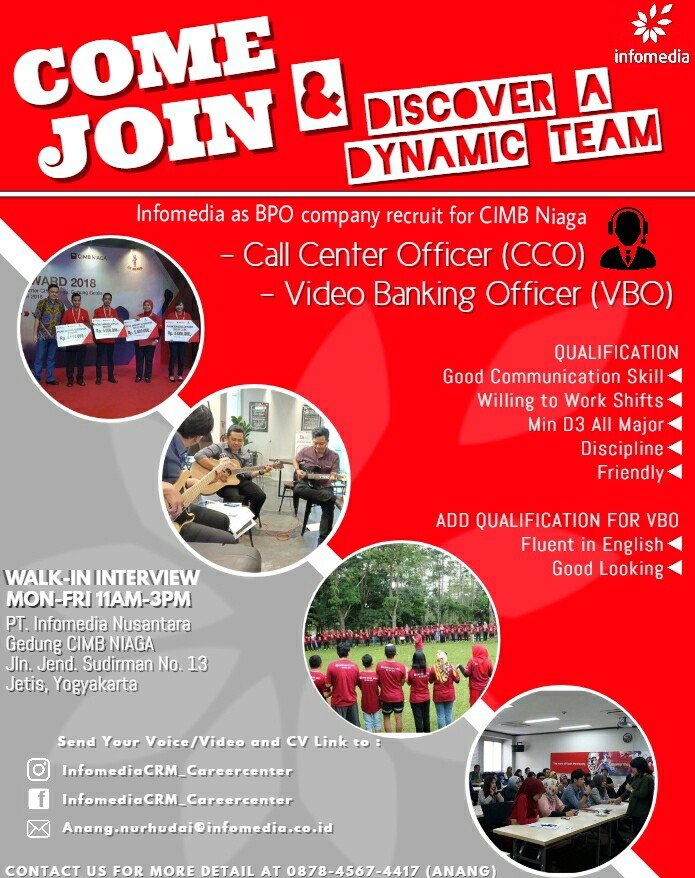 infomedia
COME
JOIN & DISCOVER A
DYNAMIC TEAM
Infomedia as BPO company recruit for CIMB Niaga
- Call Center Officer (CCO)
- Video Banking Officer (VBO)
CIMB NIAGA
WARD 2018
QUALIFICATION
Good Communication Skill
Willing to Work Shifts
Min D3 All Major
Discipline
Friendly
ADD QUALIFICATION FOR VBO
Fluent in English
Good Looking
WALK-IN INTERVIEW
MON-FRI 11AM-3PM
PT. Infomedia Nusantara
Gedung CIMB NIAGA
Jln. Jend. Sudirman No. 13
Jetis, Yogyakarta
Send Your Voice/Video and CV Link to :
InfomediaCRM_Careercenter
InfomediaCRM_Careercenter
Anang.nurhudai@infomedia.co.id
CONTACT US FOR MORE DETAIL AT 0878-4567-4417 (ANANG)